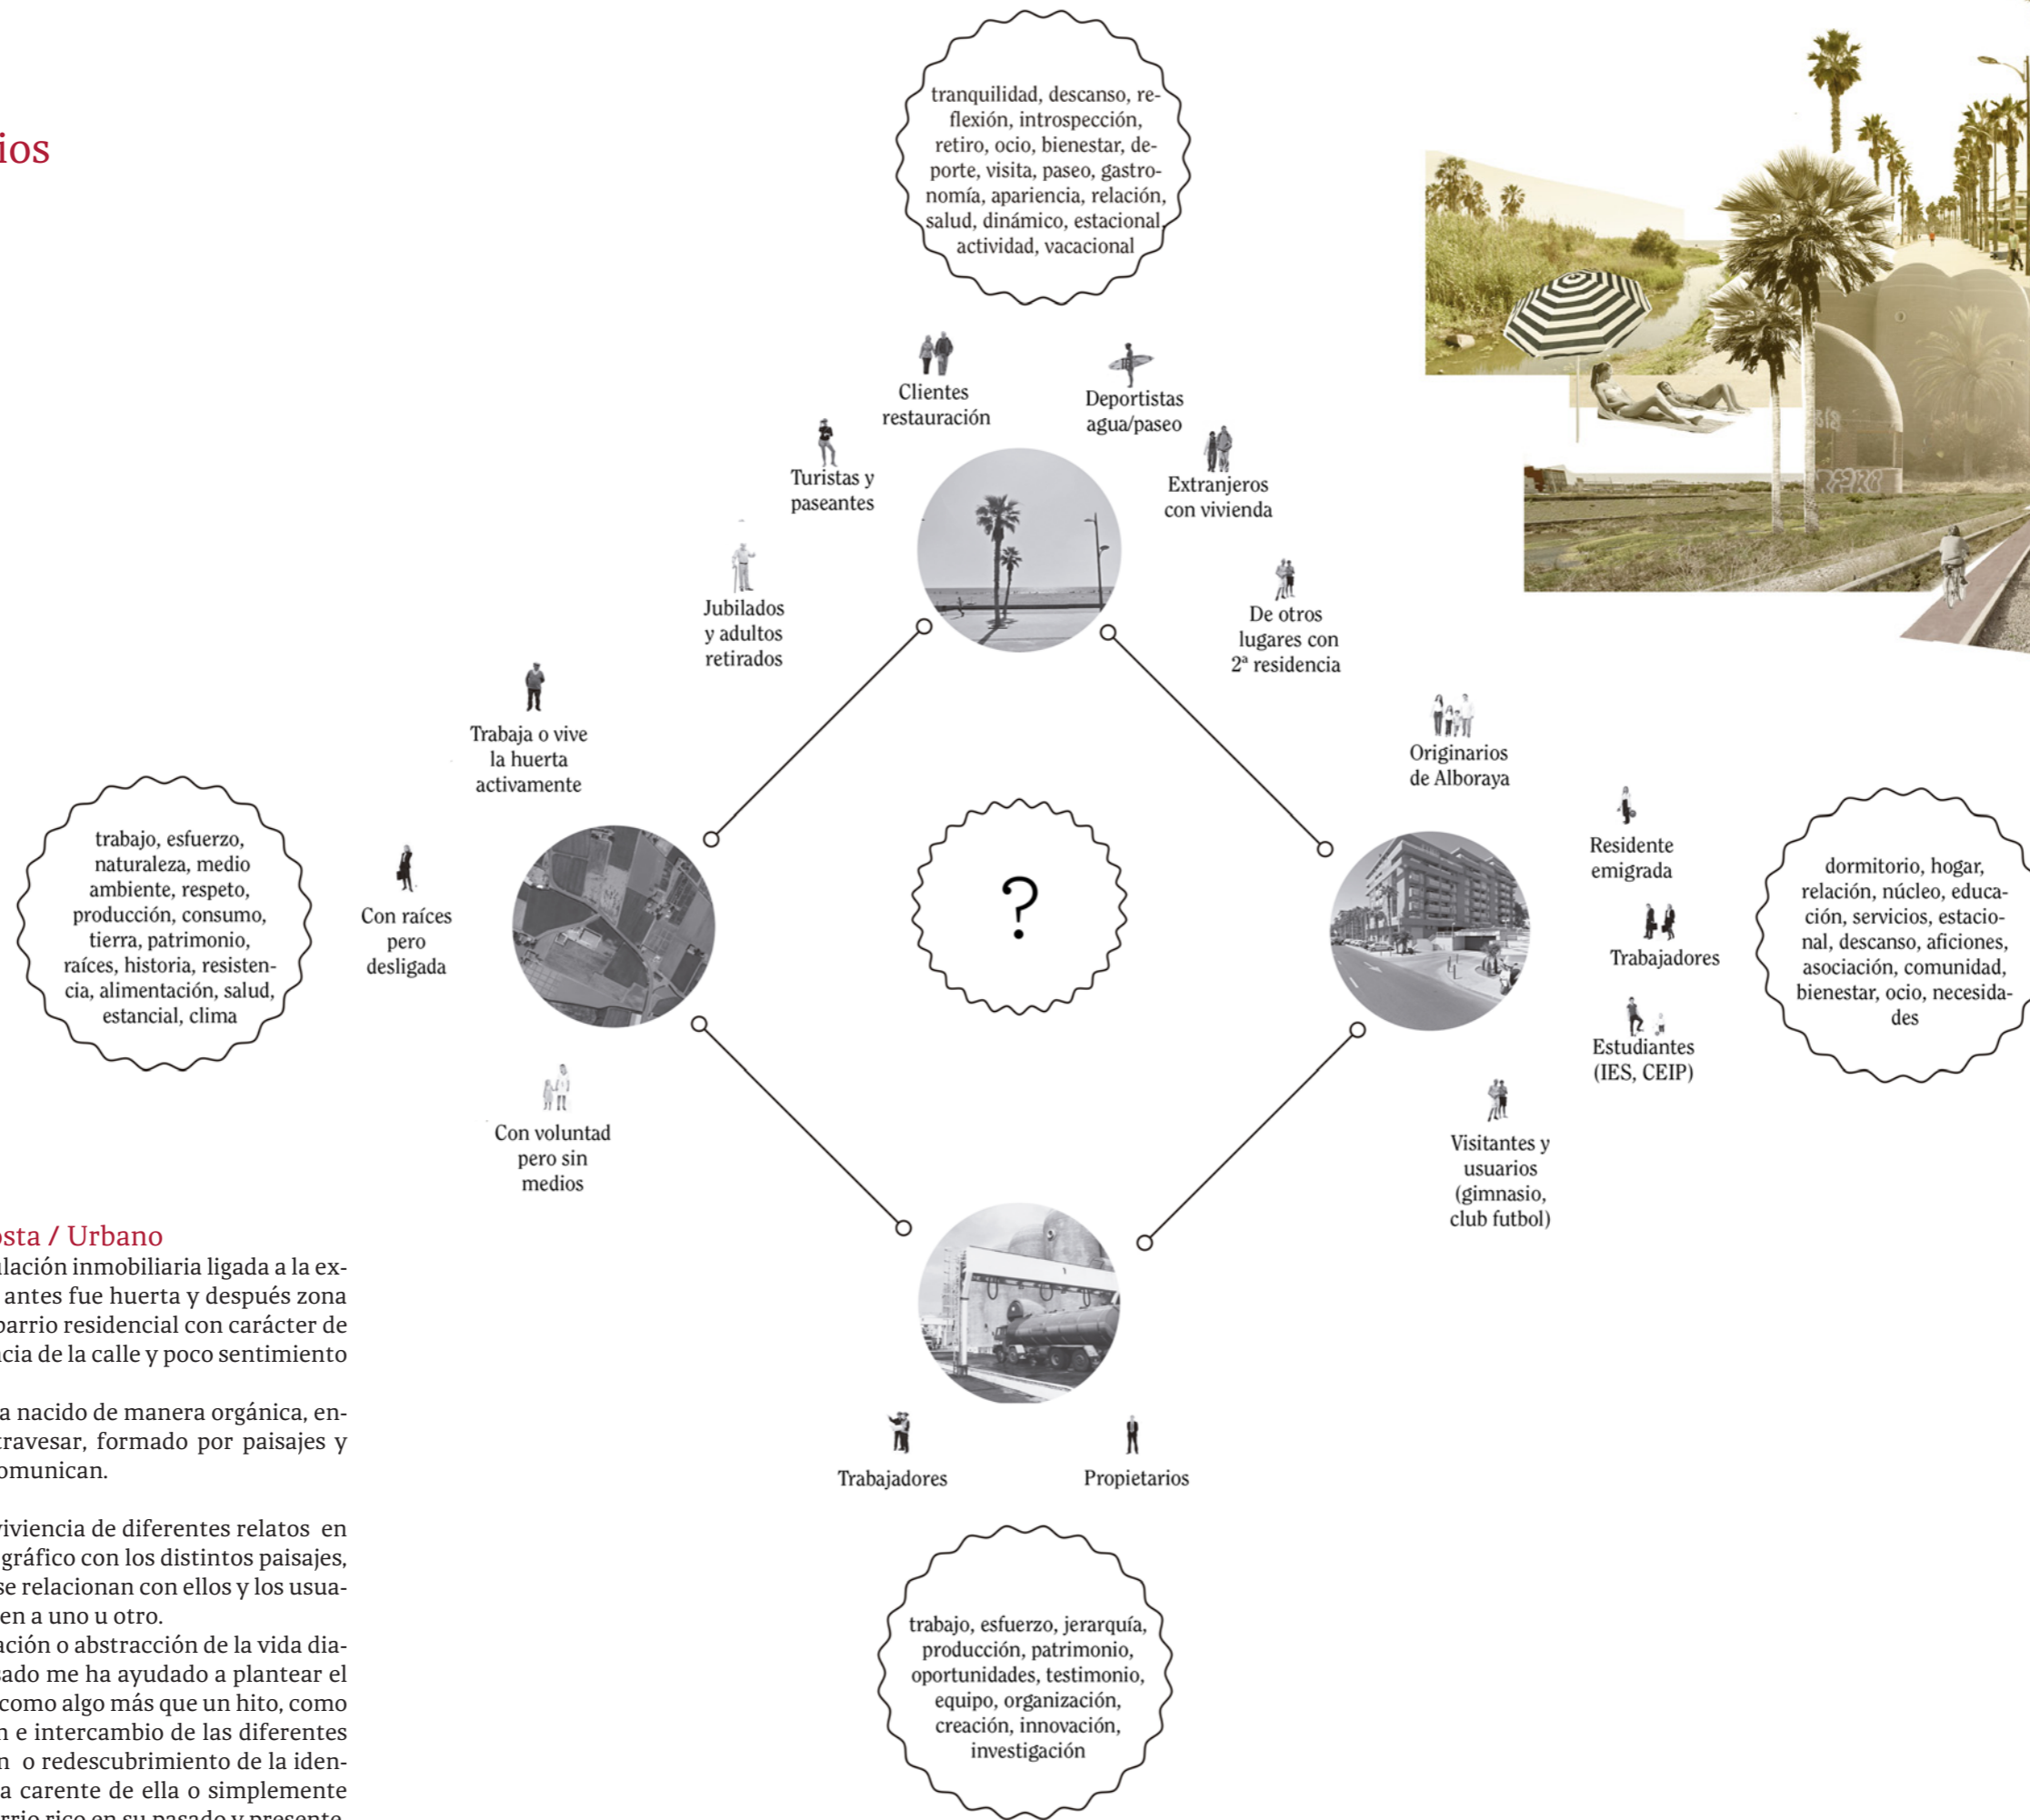 ios
tranquilidad, descanso, re-
flexión, introspección,
retiro, ocio, bienestar, de-
porte, visita, paseo, gastro-
nomía, apariencia, relación,
salud, dinámico, estacional,
actividad, vacacional
Clientes
restauración
Deportistas
agua/paseo
Turistas y
paseantes
Extranjeros
con vivienda
Jubilados
y adultos
retirados
De otros
lugares con
2ª residencia
Trabaja o vive
la huerta
activamente
Originarios
de Alboraya
trabajo, esfuerzo,
naturaleza, medio
ambiente, respeto,
producción, consumo,
tierra, patrimonio,
raíces, historia, resisten-
cia, alimentación, salud,
estancial, clima
Con raíces
pero
desligada
?
Residente
emigrada
Trabajadores
Estudiantes
(IES, CEIP)
dormitorio, hogar,
relación, núcleo, educa-
ción, servicios, estacio-
nal, descanso, aficiones,
asociación, comunidad,
bienestar, ocio, necesida-
des
Con voluntad
pero sin
medios
Visitantes y
usuarios
(gimnasio,
club futbol)
Trabajadores
Propietarios
trabajo, esfuerzo, jerarquía,
producción, patrimonio,
oportunidades, testimonio,
equipo, organización,
creación, innovación,
investigación
osta / Urbano
ulación inmobiliaria ligada a la ex-
antes fue huerta y después zona
barrio residencial con carácter de
ncia de la calle y poco sentimiento
a nacido de manera orgánica, en-
travesar, formado por paisajes y
omunican.
viviencia de diferentes relatos en
gráfico con los distintos paisajes,
se relacionan con ellos y los usua-
en a uno u otro.
ación o abstracción de la vida dia-
sado me ha ayudado a plantear el
como algo más que un hito, como
n e intercambio de las diferentes
n o redescubrimiento de la iden-
a carente de ella o simplemente
rrio rico en su pasado y presente.